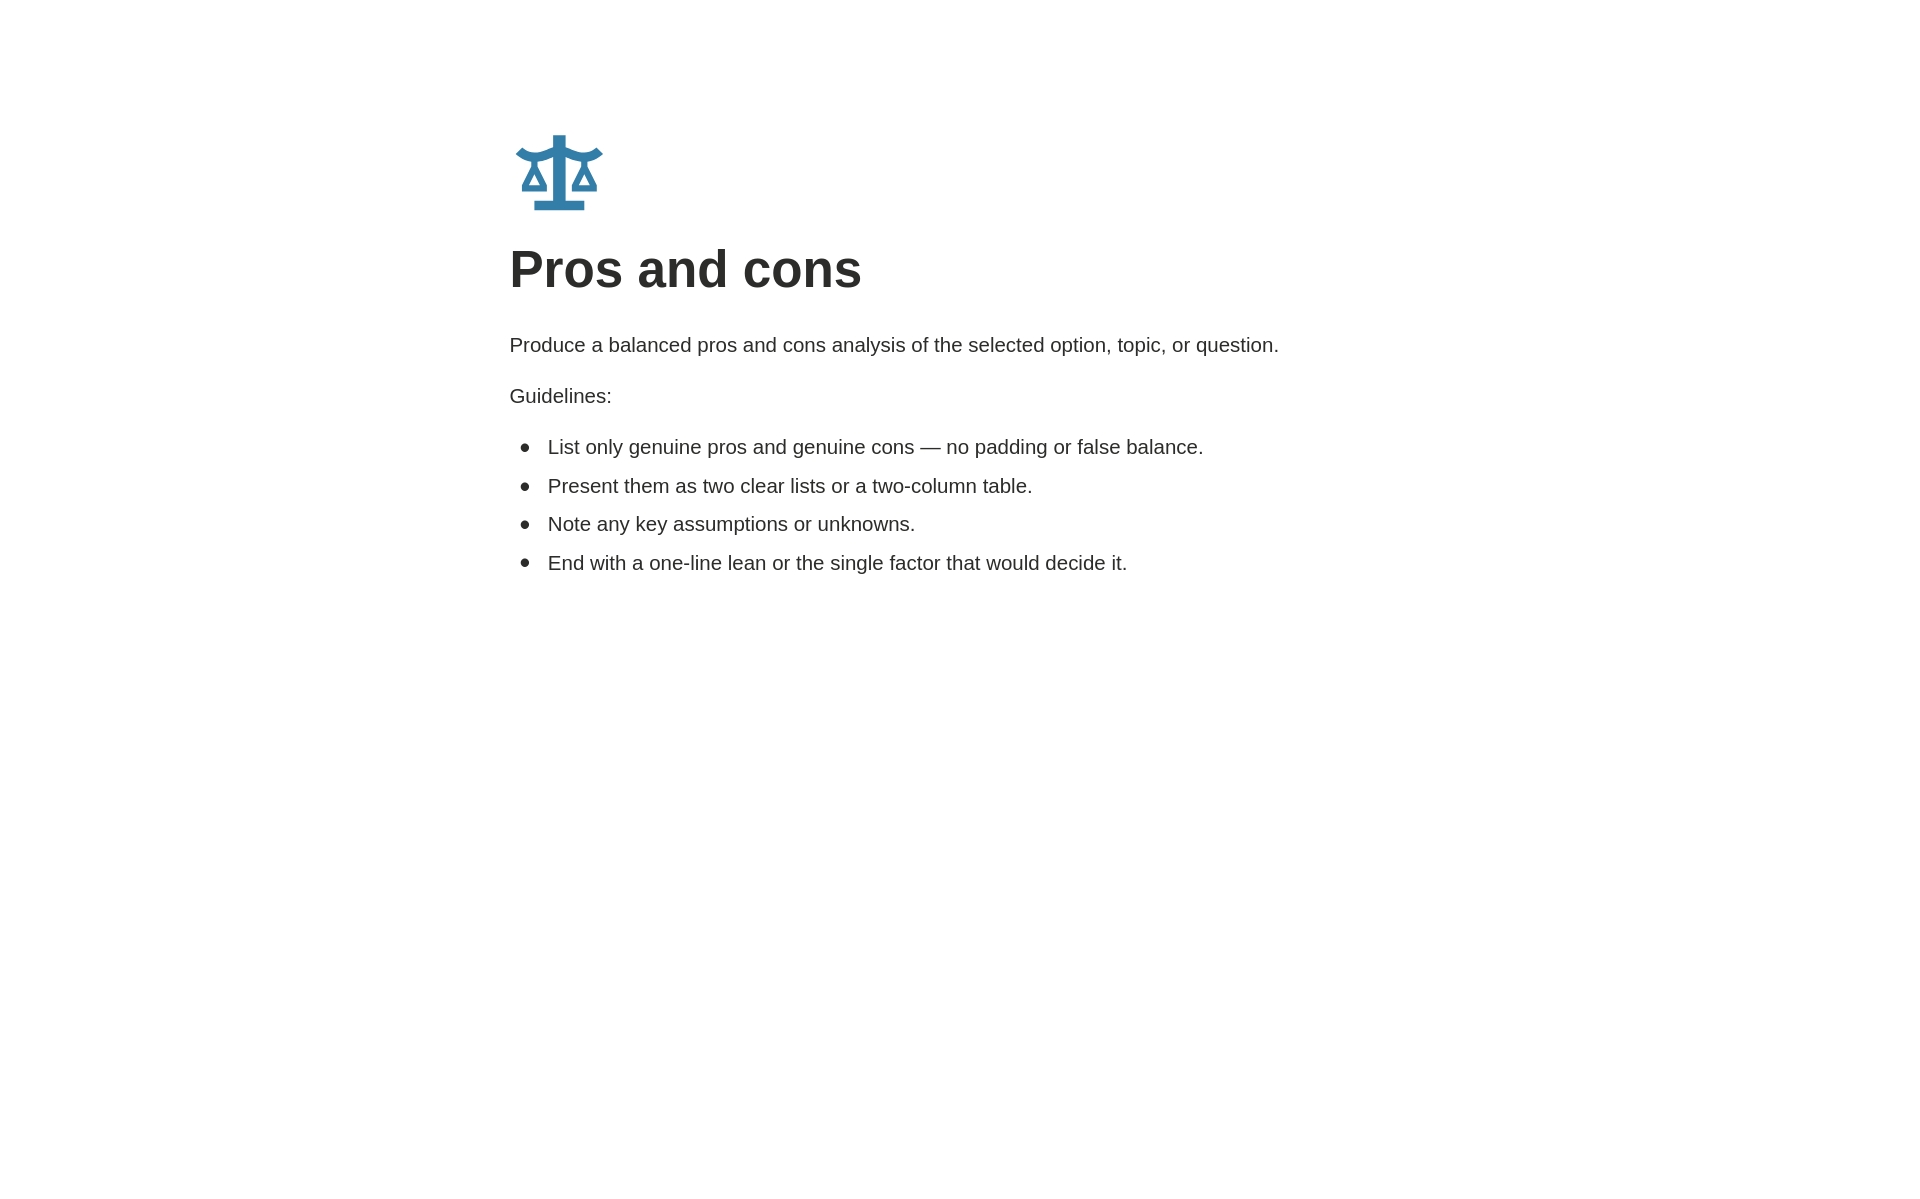 Pros and cons
Produce a balanced pros and cons analysis of the selected option, topic, or question.
Guidelines:
● List only genuine pros and genuine cons — no padding or false balance.
● Present them as two clear lists or a two-column table.
● Note any key assumptions or unknowns.
● End with a one-line lean or the single factor that would decide it.